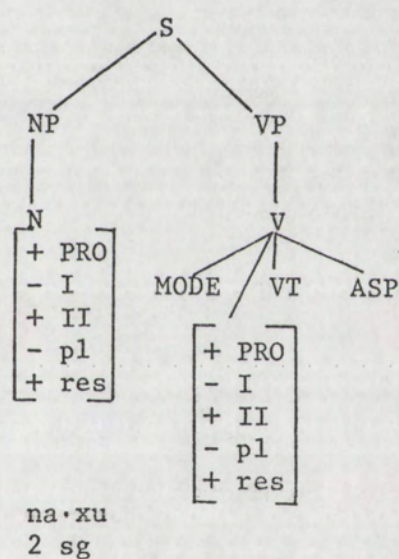 S
NP VP
N V
+ PRO
- I
+ II
- pl
+ res
MODE VT ASP
+ PRO
- I
+ II
- pl
+ res
na·xu
2 sg